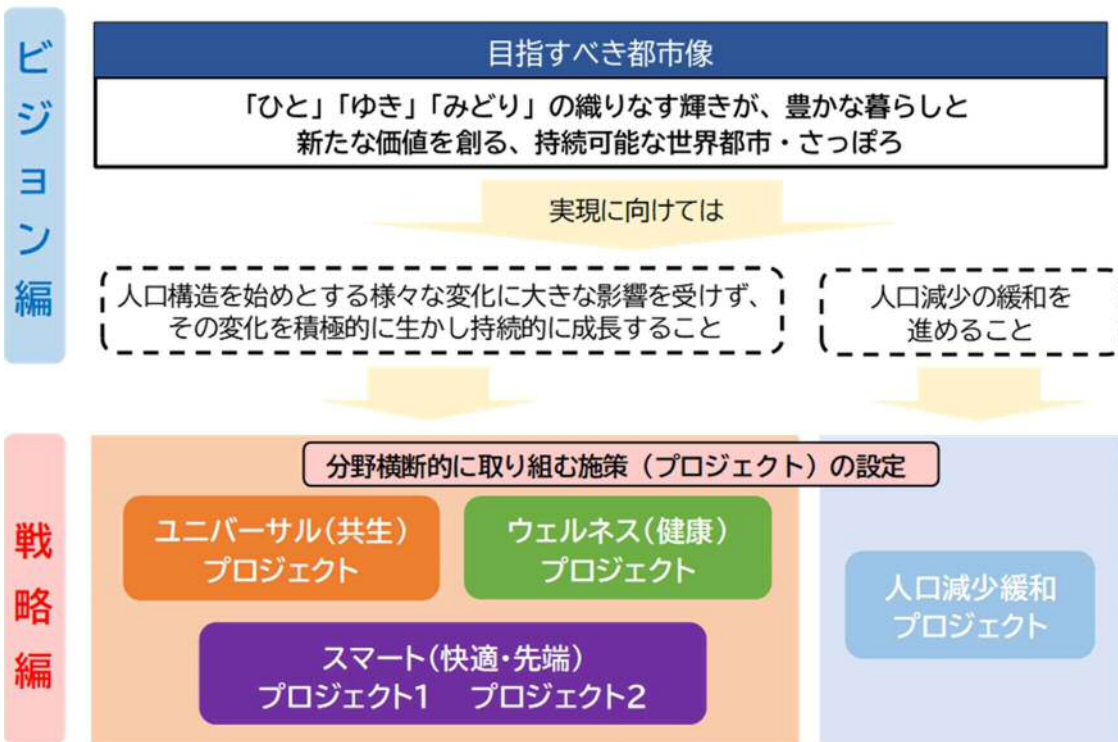 ビジョン編
目指すべき都市像
「ひと」「ゆき」「みどり」の織りなす輝きが、豊かな暮らしと
新たな価値を創る、持続可能な世界都市・さっぽろ
実現に向けては
人口構造を始めとする様々な変化に大きな影響を受けず、
その変化を積極的に生かし持続的に成長すること
人口減少の緩和を
進めること
戦略編
分野横断的に取り組む施策（プロジェクト）の設定
ユニバーサル(共生)
プロジェクト
ウェルネス(健康)
プロジェクト
スマート(快適・先端)
プロジェクト1　プロジェクト2
人口減少緩和
プロジェクト